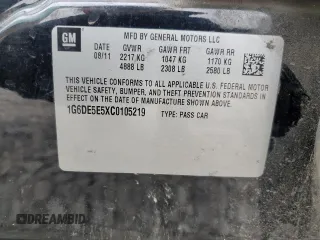 GM
MFD BY GENERAL MOTORS LLC
08/11 GVWR GAWR FRT GAWR RR
2217 KG 1047 KG 1170 KG
4888 LB 2308 LB 2580 LB
THIS VEHICLE CONFORMS TO ALL APPLICABLE U.S. FEDERAL MOTOR
VEHICLE SAFETY, BUMPER, AND THEFT PREVENTION STANDARDS
IN EFFECT ON THE DATE OF MANUFACTURE SHOWN ABOVE.
1G6DE5E5XC0105219 TYPE: PASS CAR
DREAMBID